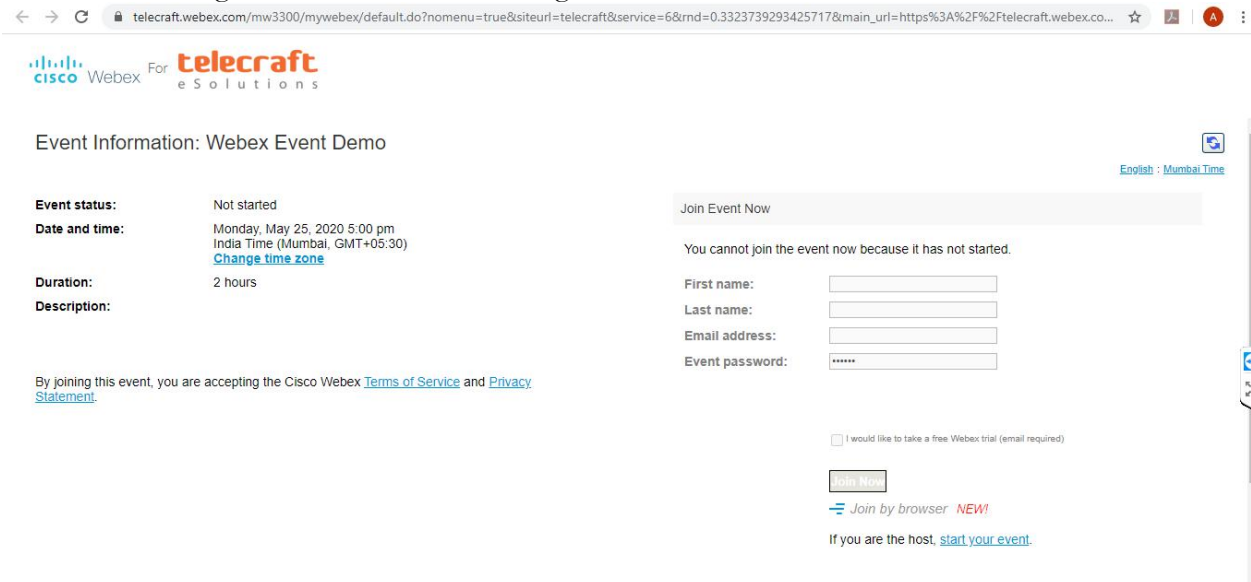 telecraft.webex.com/mw3300/mywebex/default.do?nomenu=true&siteurl=telecraft&service=6&rnd=0.3323739293425717&main_url=https%3A%2F%2Ftelecraft.webex.co...
A
cisco Webex For telecraft
eSolutions
Event Information: Webex Event Demo
English : Mumbai Time
Event status: Not started
Date and time: Monday, May 25, 2020 5:00 pm
India Time (Mumbai, GMT+05:30)
Change time zone
Duration: 2 hours
Description:
By joining this event, you are accepting the Cisco Webex Terms of Service and Privacy
Statement.
Join Event Now
You cannot join the event now because it has not started.
First name:
Last name:
Email address:
Event password: ••••••
I would like to take a free Webex trial (email required)
Join Now
Join by browser NEW!
If you are the host, start your event.